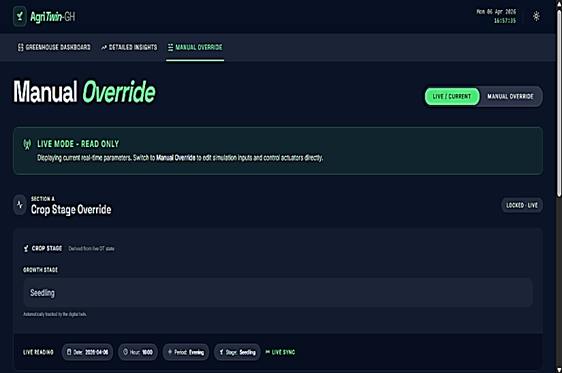 AgriTwin-GH
Mon 06 Apr 2026
16:57:35
GREENHOUSE DASHBOARD
DETAILED INSIGHTS
MANUAL OVERRIDE
Manual Override
LIVE / CURRENT
MANUAL OVERRIDE
LIVE MODE - READ ONLY
Displaying current real-time parameters. Switch to Manual Override to edit simulation inputs and control actuators directly.
SECTION A
Crop Stage Override
LOCKED · LIVE
CROP STAGE
Derived from live DT state
GROWTH STAGE
Seedling
Automatically tracked by the digital twin.
LIVE READING
Date: 2026-04-06
Hour: 1600
Period: Evening
Stage: Seedling
LIVE SYNC